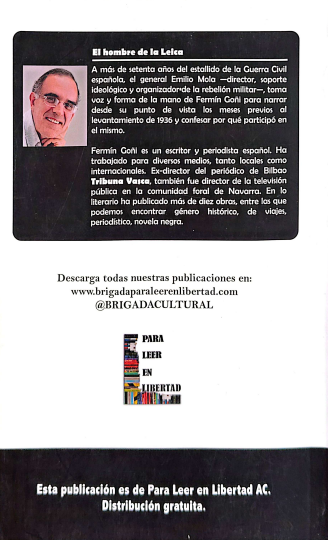 El hombre de la Leica
A más de setenta años del estallido de la Guerra Civil
española, el general Emilio Mola —director, soporte
ideológico y organizador de la rebelión militar—, toma
voz y forma de la mano de Fermín Goñi para narrar
desde su punto de vista los meses previos al
levantamiento de 1936 y confesar por qué participó en
el mismo.
Fermín Goñi es un escritor y periodista español. Ha
trabajado para diversos medios, tanto locales como
internacionales. Ex-director del periódico de Bilbao
Tribuna Vasca, también fue director de la televisión
pública en la comunidad foral de Navarra. En lo
literario ha publicado más de diez obras, entre las que
podemos encontrar género histórico, de viajes,
periodístico, novela negra.
Descarga todas nuestras publicaciones en:
www.brigadaparaleerenlibertad.com
@BRIGADACULTURAL
PARA
LEER
EN
LIBERTAD
Esta publicación es de Para Leer en Libertad AC.
Distribución gratuita.